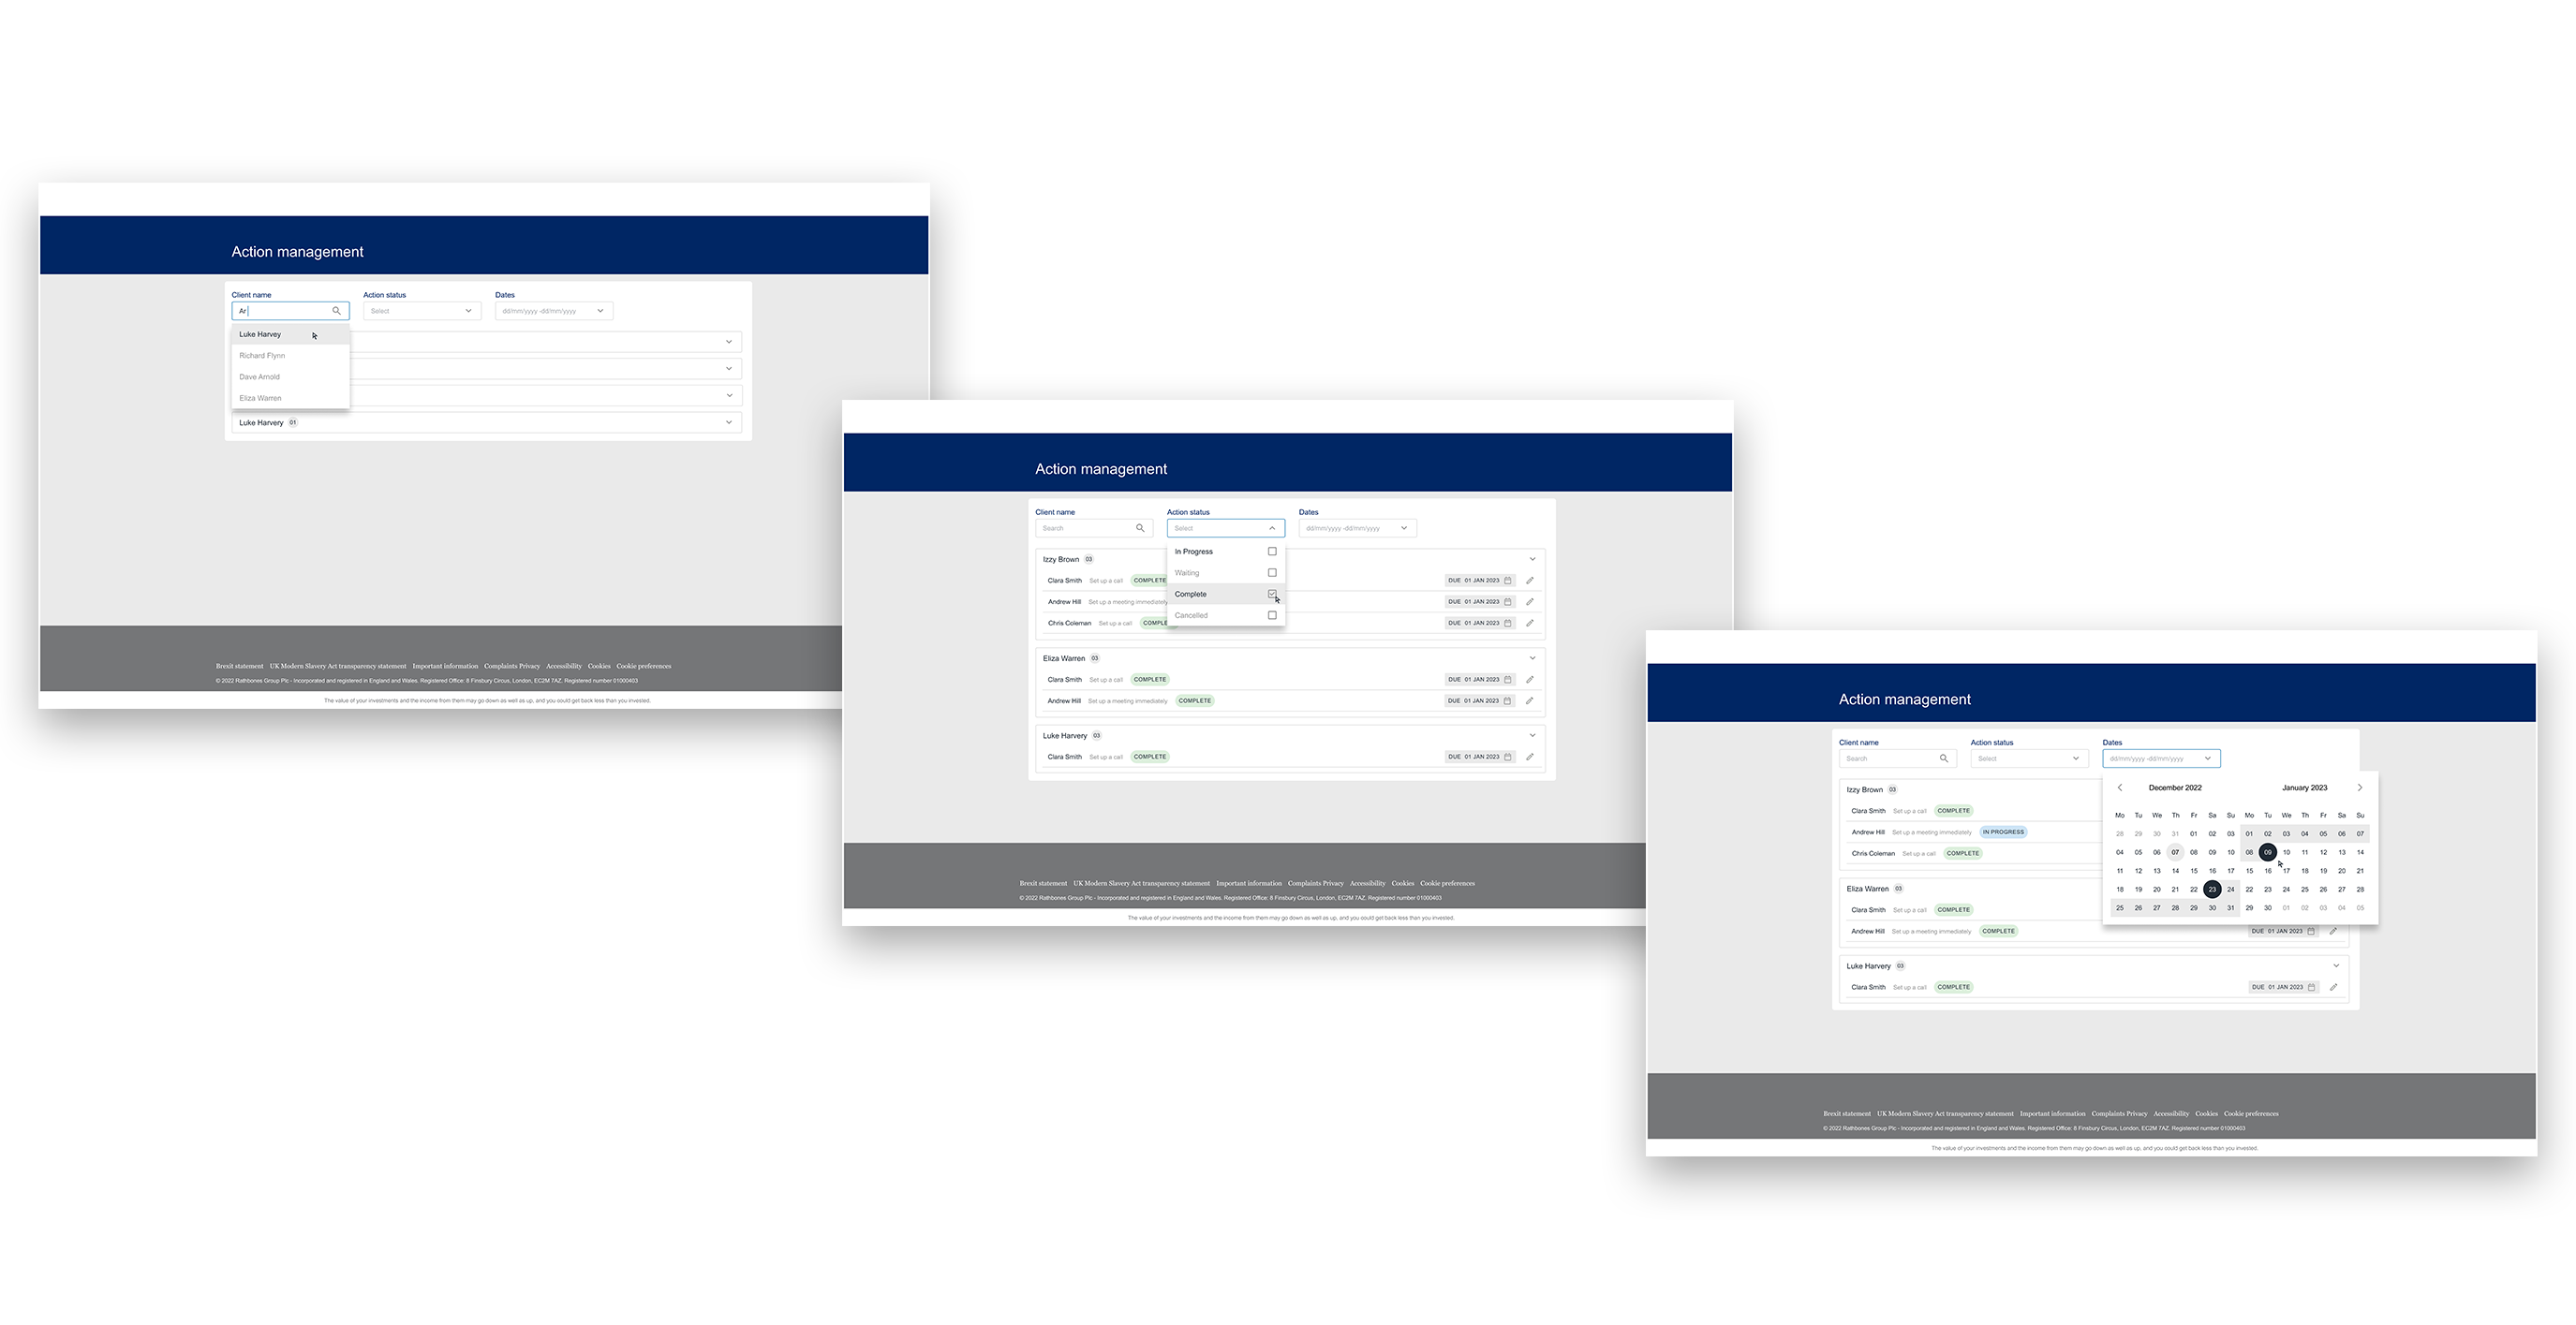 Action management
Client name Action status Dates
Ar Select dd/mm/yyyy -dd/mm/yyyy
Luke Harvey
Richard Flynn
Dave Arnold
Eliza Warren
Luke Harvery 01
Brexit statement UK Modern Slavery Act transparency statement Important information Complaints Privacy Accessibility Cookies Cookie preferences
© 2022 Rathbones Group Plc - Incorporated and registered in England and Wales. Registered Office: 8 Finsbury Circus, London, EC2M 7AZ. Registered number 01000403
The value of your investments and the income from them may go down as well as up, and you could get back less than you invested.
Action management
Client name Action status Dates
Search Select dd/mm/yyyy -dd/mm/yyyy
In Progress
Waiting
Complete
Cancelled
Izzy Brown 03
Clara Smith Set up a call COMPLETE DUE 01 JAN 2023
Andrew Hill Set up a meeting immediately DUE 01 JAN 2023
Chris Coleman Set up a call COMPLE DUE 01 JAN 2023
Eliza Warren 03
Clara Smith Set up a call COMPLETE DUE 01 JAN 2023
Andrew Hill Set up a meeting immediately COMPLETE DUE 01 JAN 2023
Luke Harvery 03
Clara Smith Set up a call COMPLETE DUE 01 JAN 2023
Brexit statement UK Modern Slavery Act transparency statement Important information Complaints Privacy Accessibility Cookies Cookie preferences
© 2022 Rathbones Group Plc - Incorporated and registered in England and Wales. Registered Office: 8 Finsbury Circus, London, EC2M 7AZ. Registered number 01000403
The value of your investments and the income from them may go down as well as up, and you could get back less than you invested.
Action management
Client name Action status Dates
Search Select dd/mm/yyyy -dd/mm/yyyy
December 2022 January 2023
Mo Tu We Th Fr Sa Su Mo Tu We Th Fr Sa Su
28 29 30 31 01 02 03 01 02 03 04 05 06 07
04 05 06 07 08 09 10 08 09 10 11 12 13 14
11 12 13 14 15 16 17 15 16 17 18 19 20 21
18 19 20 21 22 23 24 22 23 24 25 26 27 28
25 26 27 28 29 30 31 29 30 01 02 03 04 05
Izzy Brown 03
Clara Smith Set up a call COMPLETE
Andrew Hill Set up a meeting immediately IN PROGRESS
Chris Coleman Set up a call COMPLETE
Eliza Warren 03
Clara Smith Set up a call COMPLETE
Andrew Hill Set up a meeting immediately COMPLETE DUE 01 JAN 2023
Luke Harvery 03
Clara Smith Set up a call COMPLETE DUE 01 JAN 2023
Brexit statement UK Modern Slavery Act transparency statement Important information Complaints Privacy Accessibility Cookies Cookie preferences
© 2022 Rathbones Group Plc - Incorporated and registered in England and Wales. Registered Office: 8 Finsbury Circus, London, EC2M 7AZ. Registered number 01000403
The value of your investments and the income from them may go down as well as up, and you could get back less than you invested.